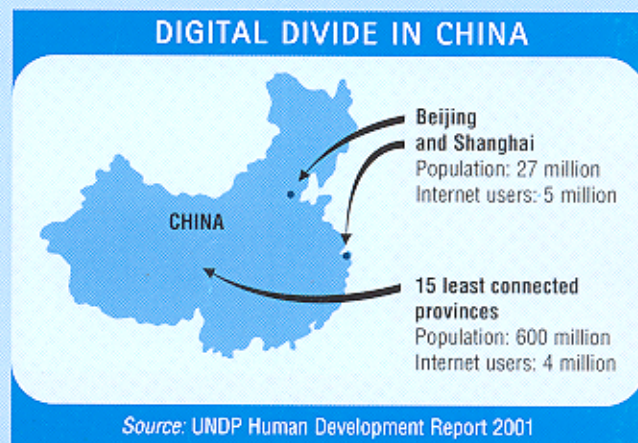 DIGITAL DIVIDE IN CHINA
Beijing
and Shanghai
Population: 27 million
Internet users: 5 million
CHINA
15 least connected
provinces
Population: 600 million
Internet users: 4 million
Source: UNDP Human Development Report 2001